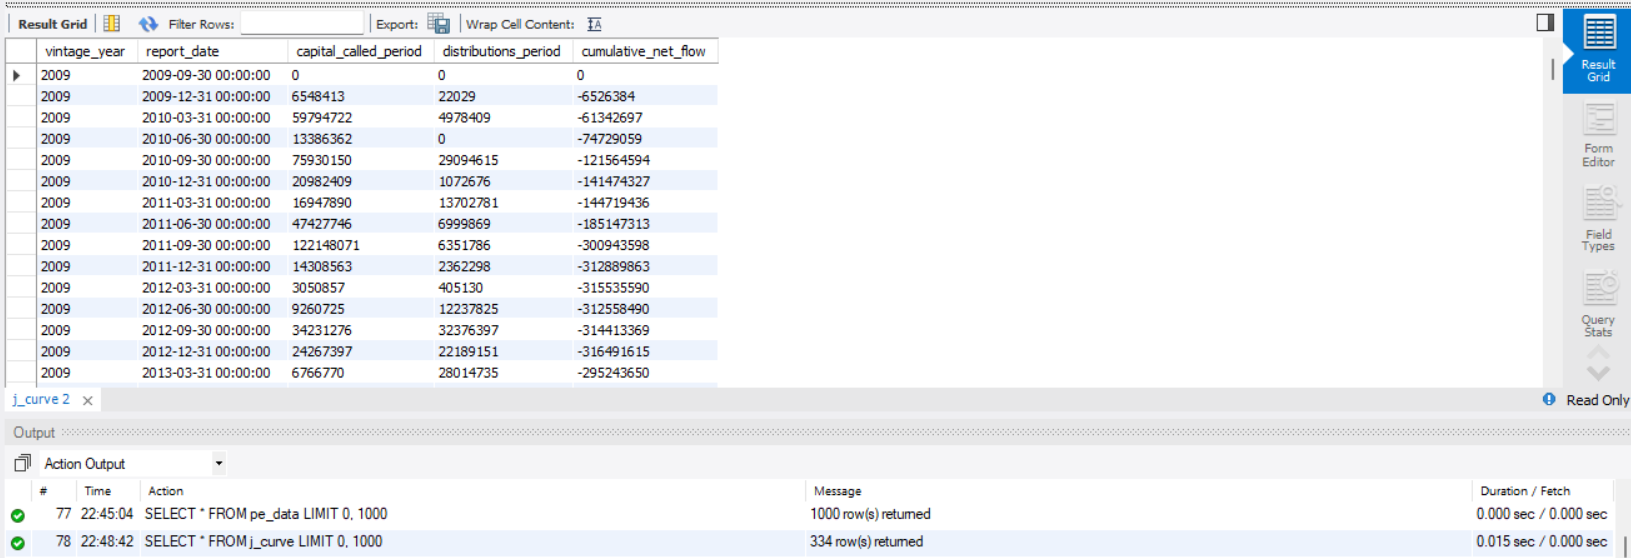 Result Grid Filter Rows: Export: Wrap Cell Content:
vintage_year report_date capital_called_period distributions_period cumulative_net_flow
2009 2009-09-30 00:00:00 0 0 0
2009 2009-12-31 00:00:00 6548413 22029 -6526384
2009 2010-03-31 00:00:00 59794722 4978409 -61342697
2009 2010-06-30 00:00:00 13386362 0 -74729059
2009 2010-09-30 00:00:00 75930150 29094615 -121564594
2009 2010-12-31 00:00:00 20982409 1072676 -141474327
2009 2011-03-31 00:00:00 16947890 13702781 -144719436
2009 2011-06-30 00:00:00 47427746 6999869 -185147313
2009 2011-09-30 00:00:00 122148071 6351786 -300943598
2009 2011-12-31 00:00:00 14308563 2362298 -312889863
2009 2012-03-31 00:00:00 3050857 405130 -315535590
2009 2012-06-30 00:00:00 9260725 12237825 -312558490
2009 2012-09-30 00:00:00 34231276 32376397 -314413369
2009 2012-12-31 00:00:00 24267397 22189151 -316491615
2009 2013-03-31 00:00:00 6766770 28014735 -295243650
Result
Grid
Form
Editor
Field
Types
Query
Stats
j_curve 2 Read Only
Output
Action Output
# Time Action Message Duration / Fetch
77 22:45:04 SELECT * FROM pe_data LIMIT 0, 1000 1000 row(s) returned 0.000 sec / 0.000 sec
78 22:48:42 SELECT * FROM j_curve LIMIT 0, 1000 334 row(s) returned 0.015 sec / 0.000 sec